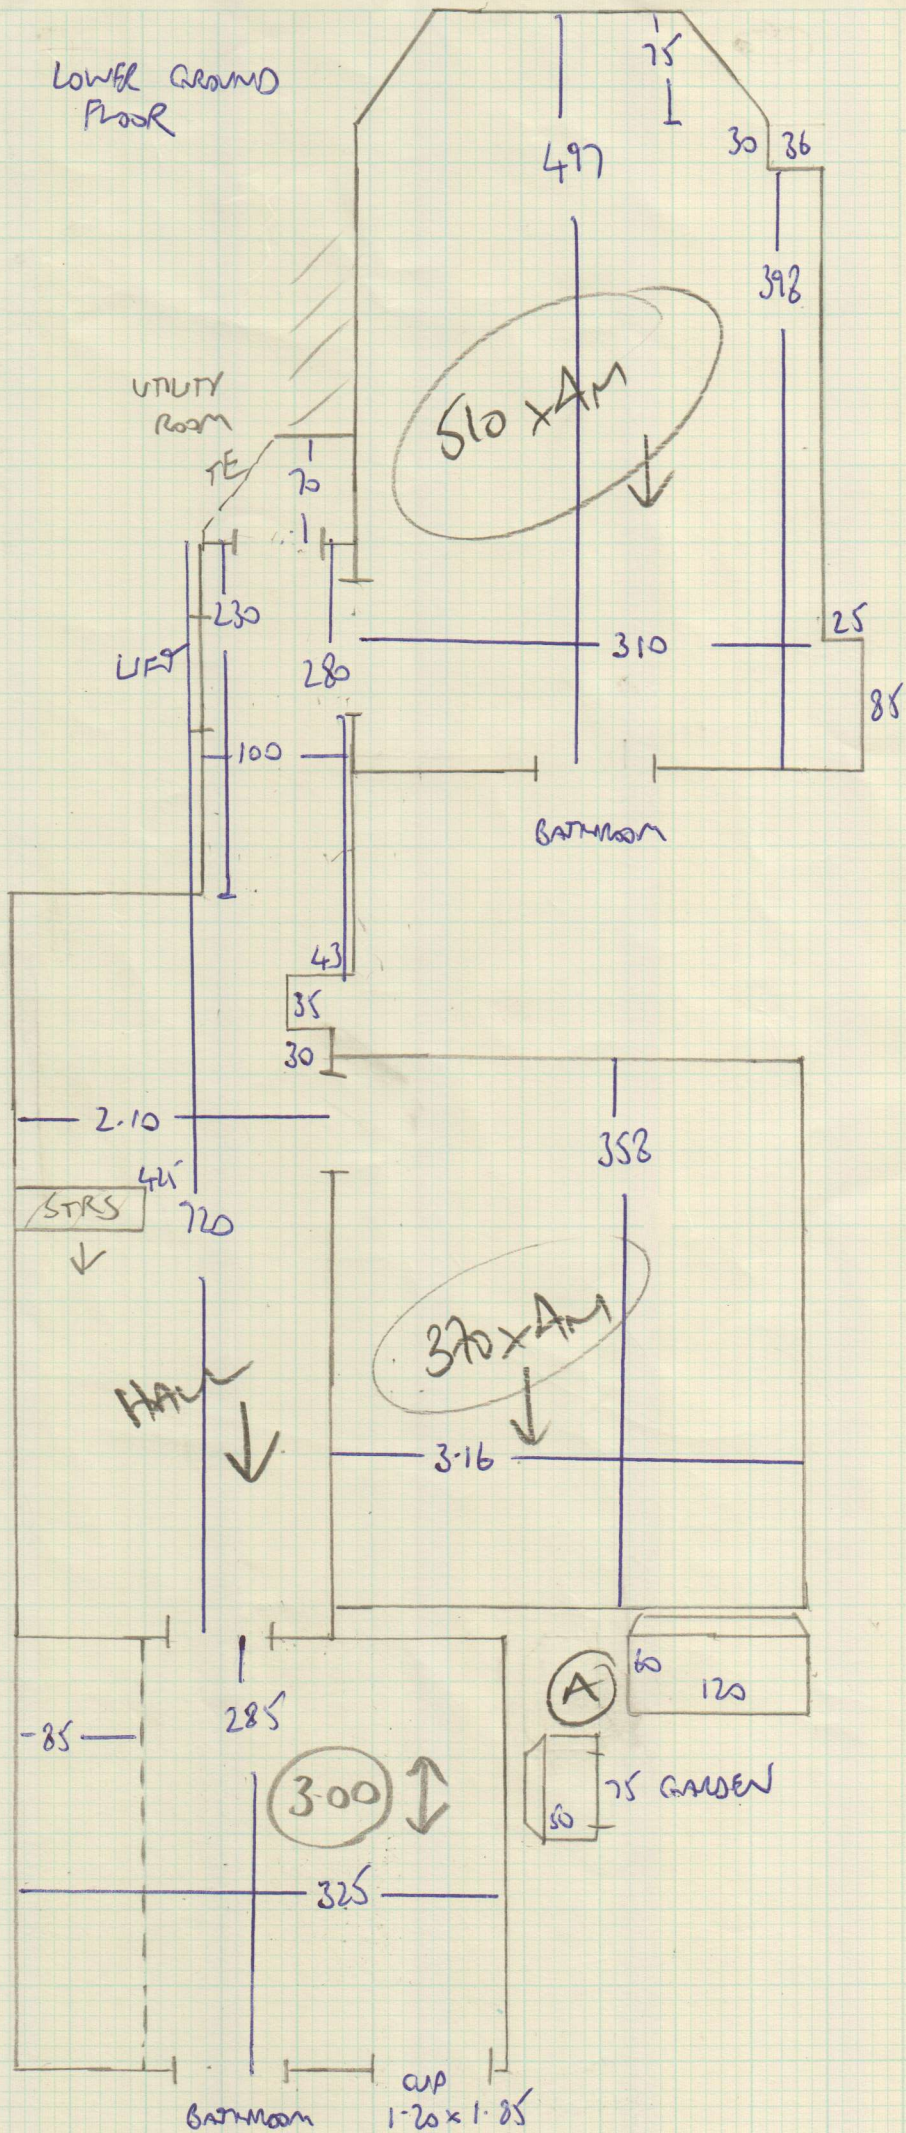 LOWER GROUND
FLOOR
75
497
30 36
398
510 x 4M
UTILITY
ROOM
TE
70
230
280
LIFT
310
25
85
100
BATHROOM
43
35
30
2.10
358
425
STRS
720
370 x 4M
HALL
3.16
A
60
120
285
85
3.00
75 GARDEN
50
325
BATHROOM
CUP
1.20 x 1.85